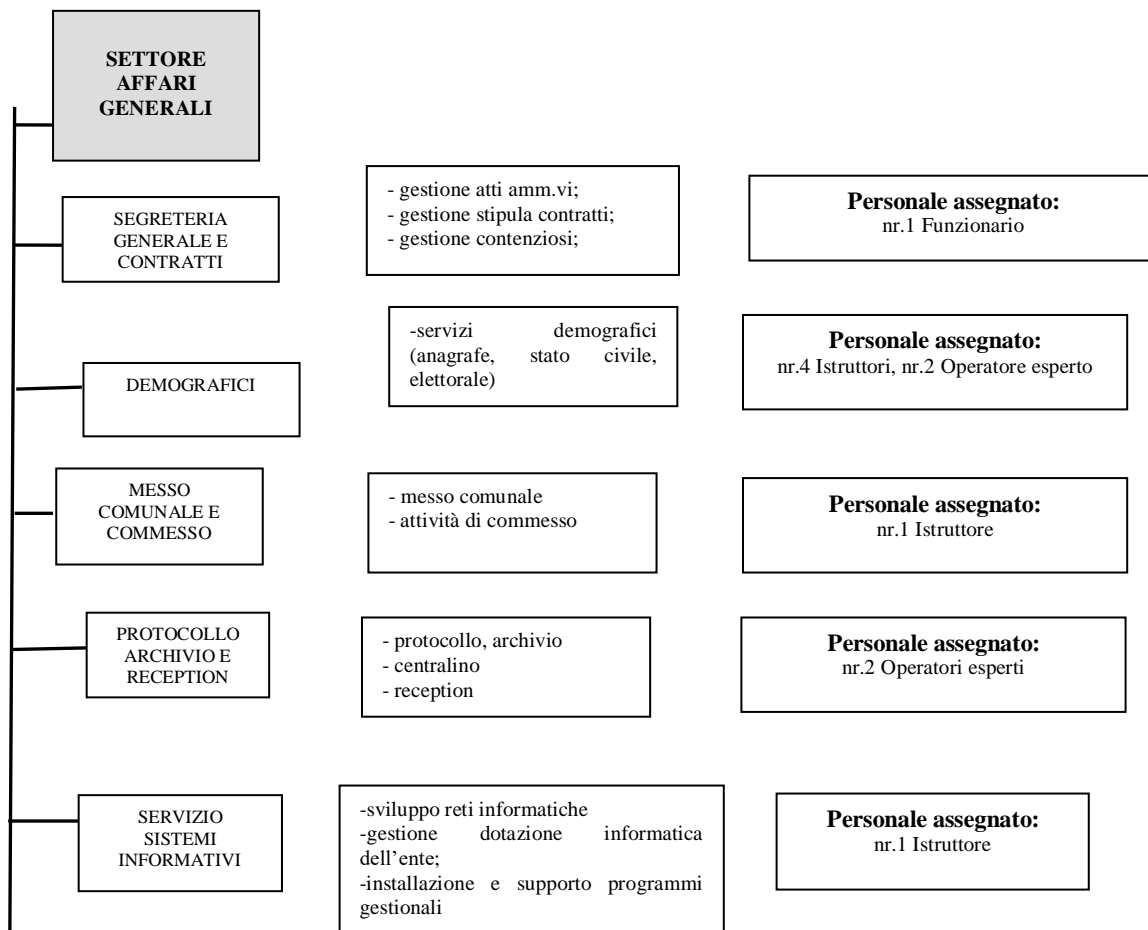 SETTORE
AFFARI
GENERALI
SEGRETERIA
GENERALE E
CONTRATTI
- gestione atti amm.vi;
- gestione stipula contratti;
- gestione contenziosi;
Personale assegnato:
nr.1 Funzionario
DEMOGRAFICI
-servizi demografici
(anagrafe, stato civile,
elettorale)
Personale assegnato:
nr.4 Istruttori, nr.2 Operatore esperto
MESSO
COMUNALE E
COMMESSO
- messo comunale
- attività di commesso
Personale assegnato:
nr.1 Istruttore
PROTOCOLLO
ARCHIVIO E
RECEPTION
- protocollo, archivio
- centralino
- reception
Personale assegnato:
nr.2 Operatori esperti
SERVIZIO
SISTEMI
INFORMATIVI
-sviluppo reti informatiche
-gestione dotazione informatica
dell'ente;
-installazione e supporto programmi
gestionali
Personale assegnato:
nr.1 Istruttore